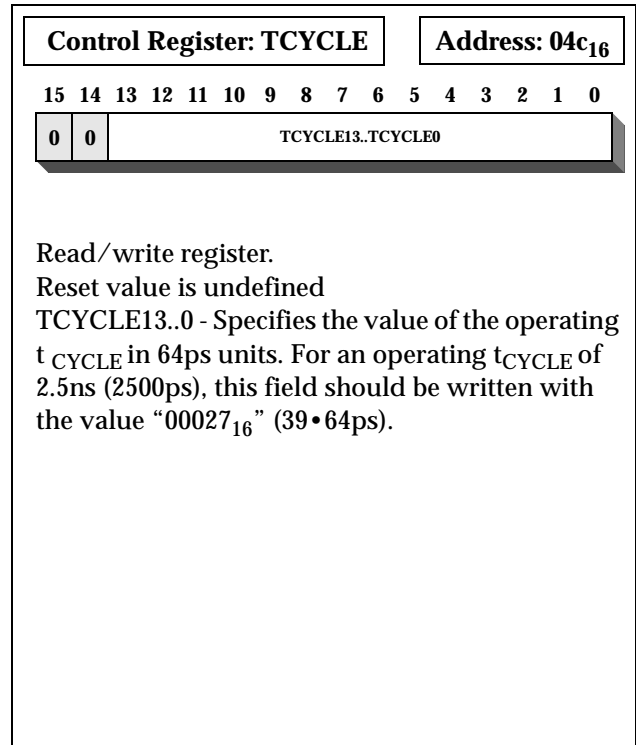 Control Register: TCYCLE Address: 04c₁₆
15 14 13 12 11 10 9 8 7 6 5 4 3 2 1 0
0 0 TCYCLE13..TCYCLE0
Read/write register.
Reset value is undefined
TCYCLE13..0 - Specifies the value of the operating
t CYCLE in 64ps units. For an operating tCYCLE of
2.5ns (2500ps), this field should be written with
the value “00027₁₆” (39•64ps).